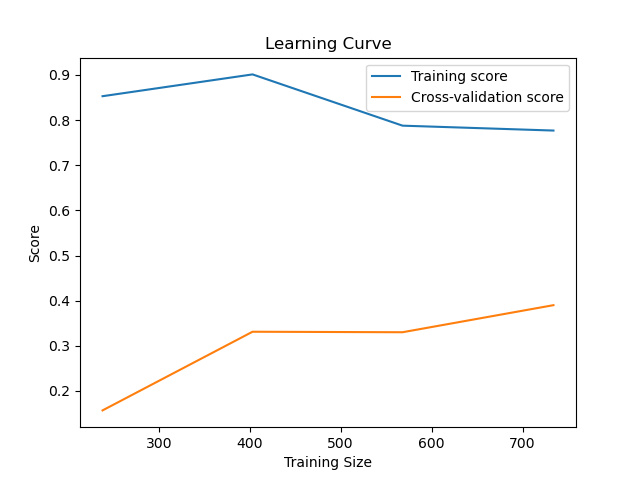 Learning Curve
Training score
Cross-validation score
0.9
0.8
0.7
0.6
0.5
0.4
0.3
0.2
Score
300 400 500 600 700
Training Size